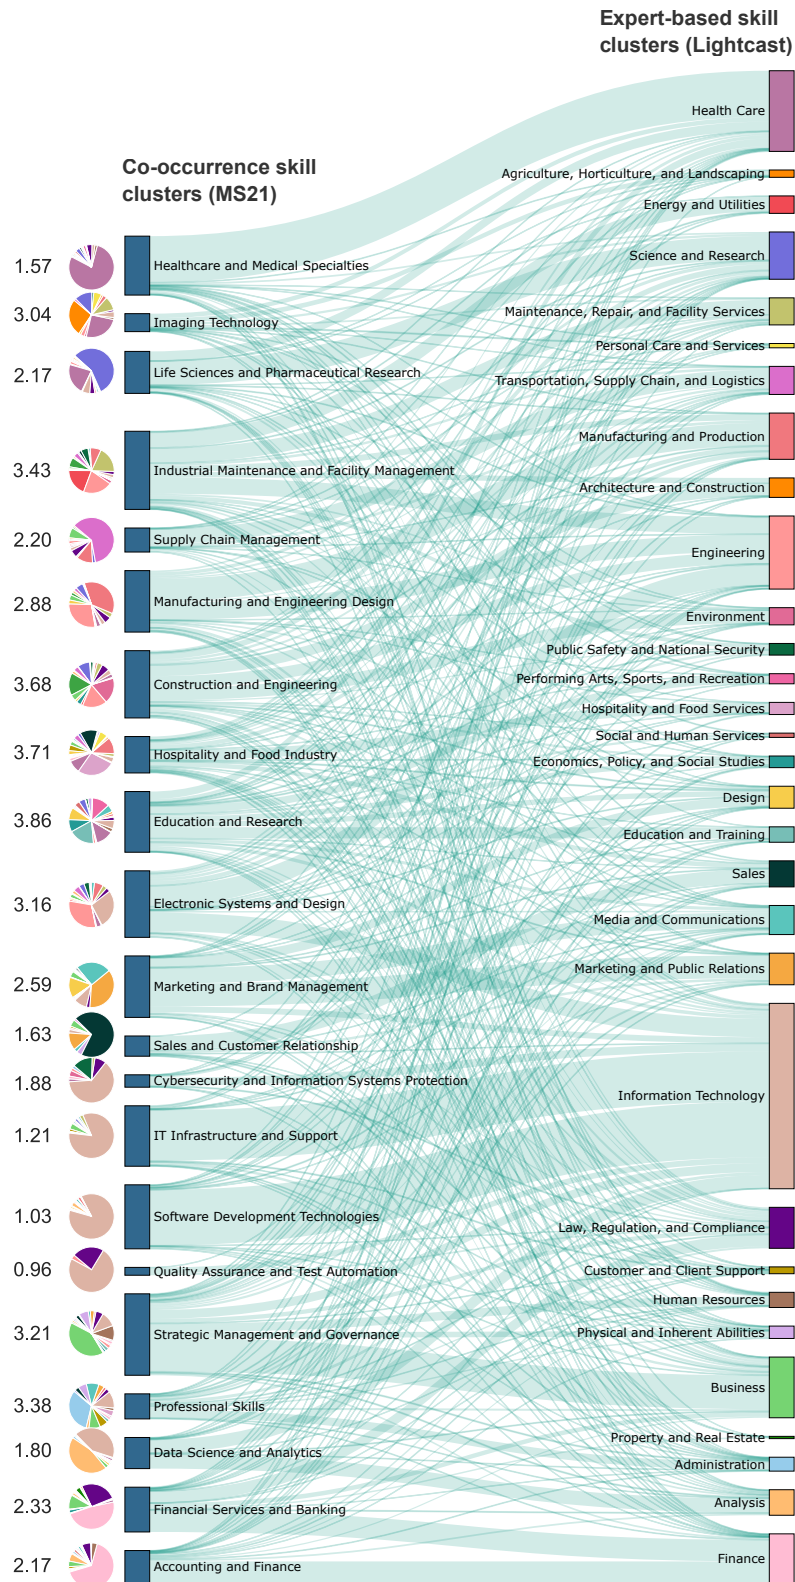 Expert-based skill
clusters (Lightcast)
Co-occurrence skill
clusters (MS21)
1.57
Healthcare and Medical Specialties
3.04
Imaging Technology
2.17
Life Sciences and Pharmaceutical Research
3.43
Industrial Maintenance and Facility Management
2.20
Supply Chain Management
2.88
Manufacturing and Engineering Design
3.68
Construction and Engineering
3.71
Hospitality and Food Industry
3.86
Education and Research
3.16
Electronic Systems and Design
2.59
Marketing and Brand Management
1.63
Sales and Customer Relationship
1.88
Cybersecurity and Information Systems Protection
1.21
IT Infrastructure and Support
1.03
Software Development Technologies
0.96
Quality Assurance and Test Automation
3.21
Strategic Management and Governance
3.38
Professional Skills
1.80
Data Science and Analytics
2.33
Financial Services and Banking
2.17
Accounting and Finance
Health Care
Agriculture, Horticulture, and Landscaping
Energy and Utilities
Science and Research
Maintenance, Repair, and Facility Services
Personal Care and Services
Transportation, Supply Chain, and Logistics
Manufacturing and Production
Architecture and Construction
Engineering
Environment
Public Safety and National Security
Performing Arts, Sports, and Recreation
Hospitality and Food Services
Social and Human Services
Economics, Policy, and Social Studies
Design
Education and Training
Sales
Media and Communications
Marketing and Public Relations
Information Technology
Law, Regulation, and Compliance
Customer and Client Support
Human Resources
Physical and Inherent Abilities
Business
Property and Real Estate
Administration
Analysis
Finance